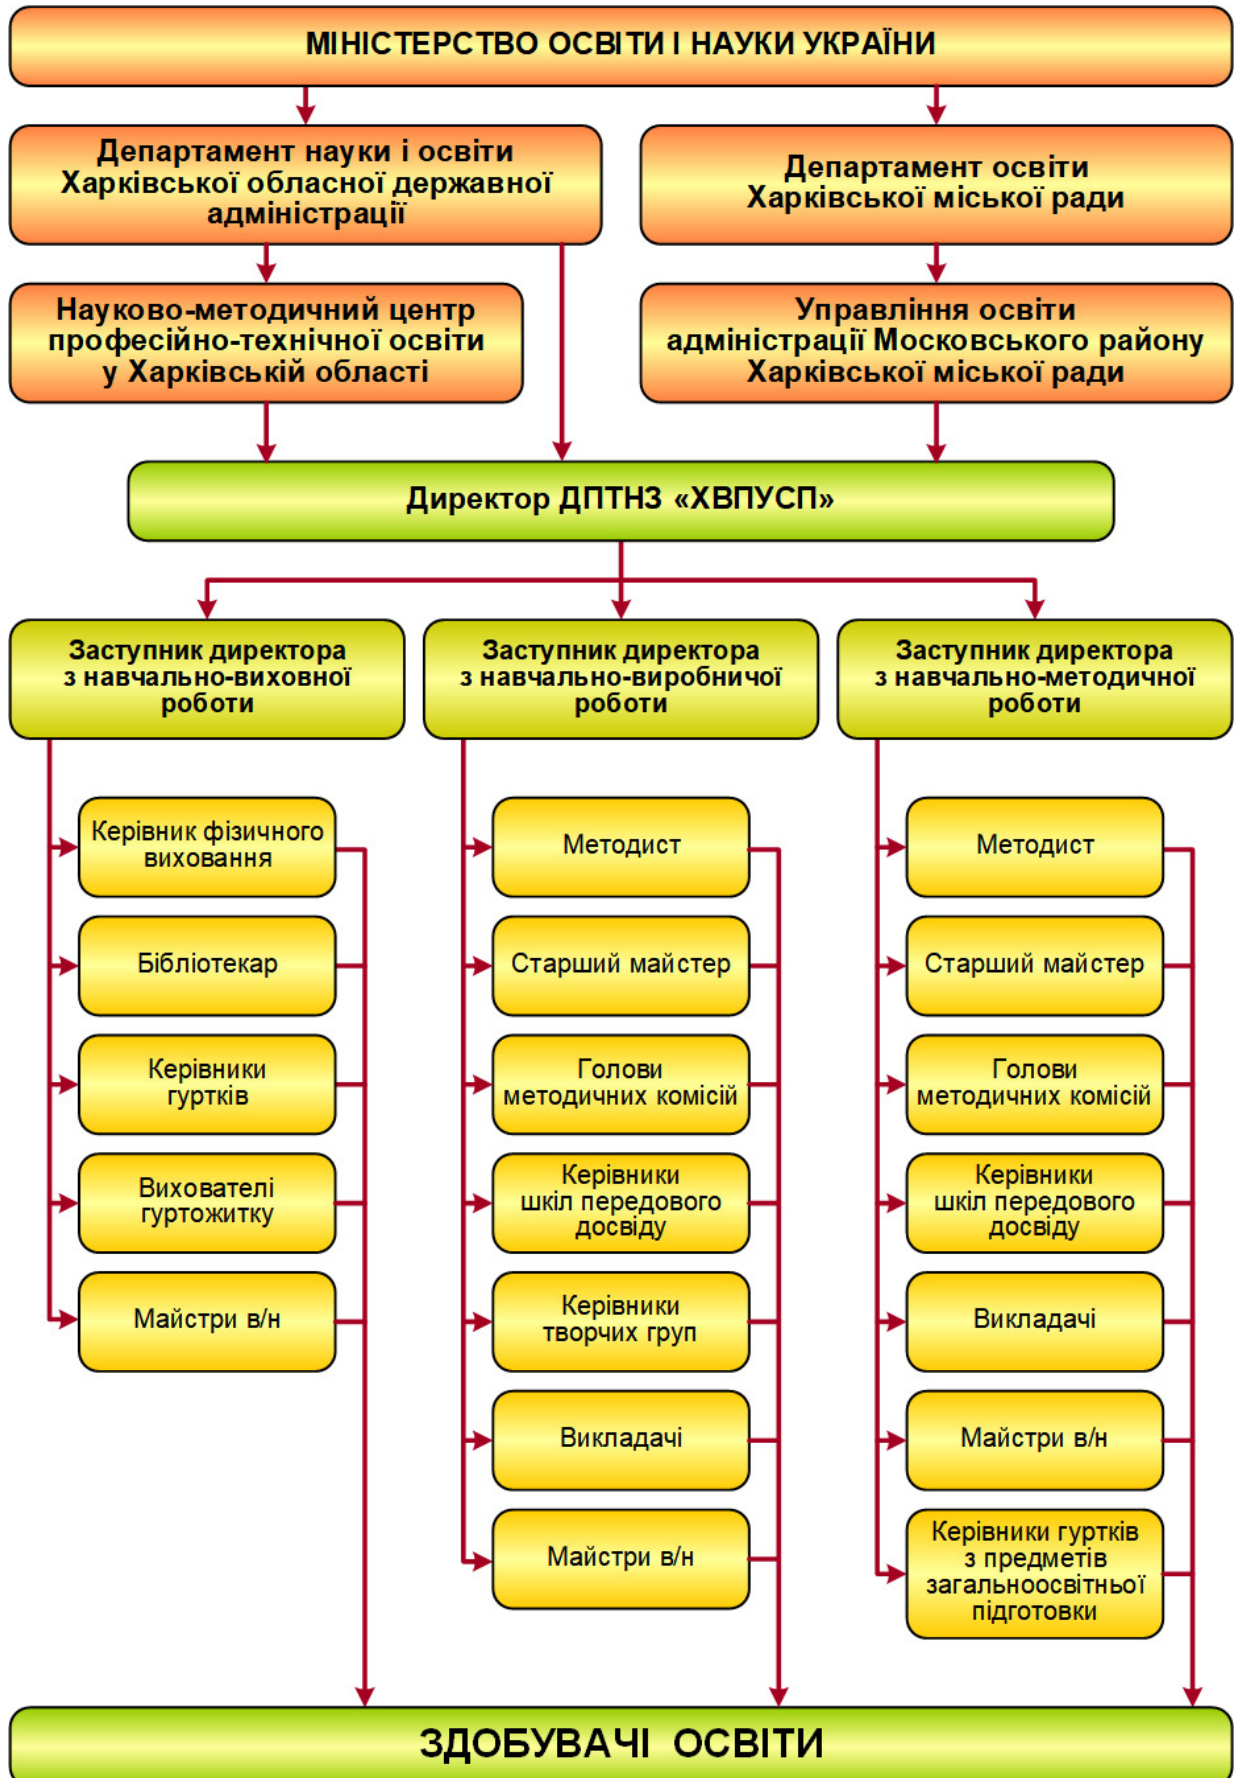 МІНІСТЕРСТВО ОСВІТИ І НАУКИ УКРАЇНИ
Департамент науки і освіти
Харківської обласної державної
адміністрації
Департамент освіти
Харківської міської ради
Науково-методичний центр
професійно-технічної освіти
у Харківській області
Управління освіти
адміністрації Московського району
Харківської міської ради
Директор ДПТНЗ «ХВПУСП»
Заступник директора
з навчально-виховної
роботи
Заступник директора
з навчально-виробничої
роботи
Заступник директора
з навчально-методичної
роботи
Керівник фізичного
виховання
Бібліотекар
Керівники
гуртків
Вихователі
гуртожитку
Майстри в/н
Методист
Старший майстер
Голови
методичних комісій
Керівники
шкіл передового
досвіду
Керівники
творчих груп
Викладачі
Майстри в/н
Методист
Старший майстер
Голови
методичних комісій
Керівники
шкіл передового
досвіду
Викладачі
Майстри в/н
Керівники гуртків
з предметів
загальноосвітньої
підготовки
ЗДОБУВАЧІ ОСВІТИ